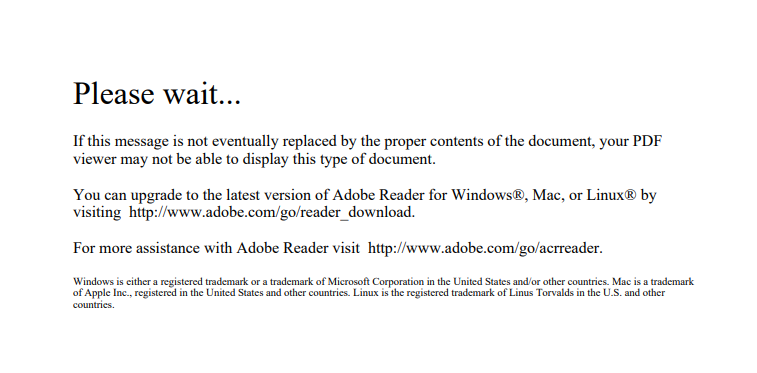 Please wait...
If this message is not eventually replaced by the proper contents of the document, your PDF
viewer may not be able to display this type of document.
You can upgrade to the latest version of Adobe Reader for Windows®, Mac, or Linux® by
visiting  http://www.adobe.com/go/reader_download.
For more assistance with Adobe Reader visit  http://www.adobe.com/go/acrreader.
Windows is either a registered trademark or a trademark of Microsoft Corporation in the United States and/or other countries. Mac is a trademark
of Apple Inc., registered in the United States and other countries. Linux is the registered trademark of Linus Torvalds in the U.S. and other
countries.